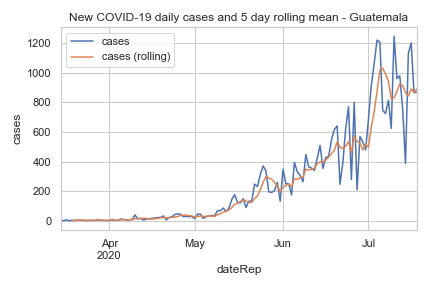 New COVID-19 daily cases and 5 day rolling mean - Guatemala
cases
cases (rolling)
1200
1000
800
600
400
200
0
cases
Apr
2020
May
Jun
Jul
dateRep